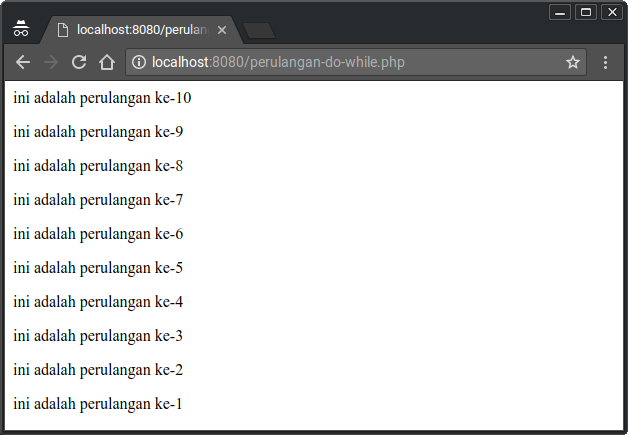 localhost:8080/perulan
localhost:8080/perulangan-do-while.php
ini adalah perulangan ke-10
ini adalah perulangan ke-9
ini adalah perulangan ke-8
ini adalah perulangan ke-7
ini adalah perulangan ke-6
ini adalah perulangan ke-5
ini adalah perulangan ke-4
ini adalah perulangan ke-3
ini adalah perulangan ke-2
ini adalah perulangan ke-1